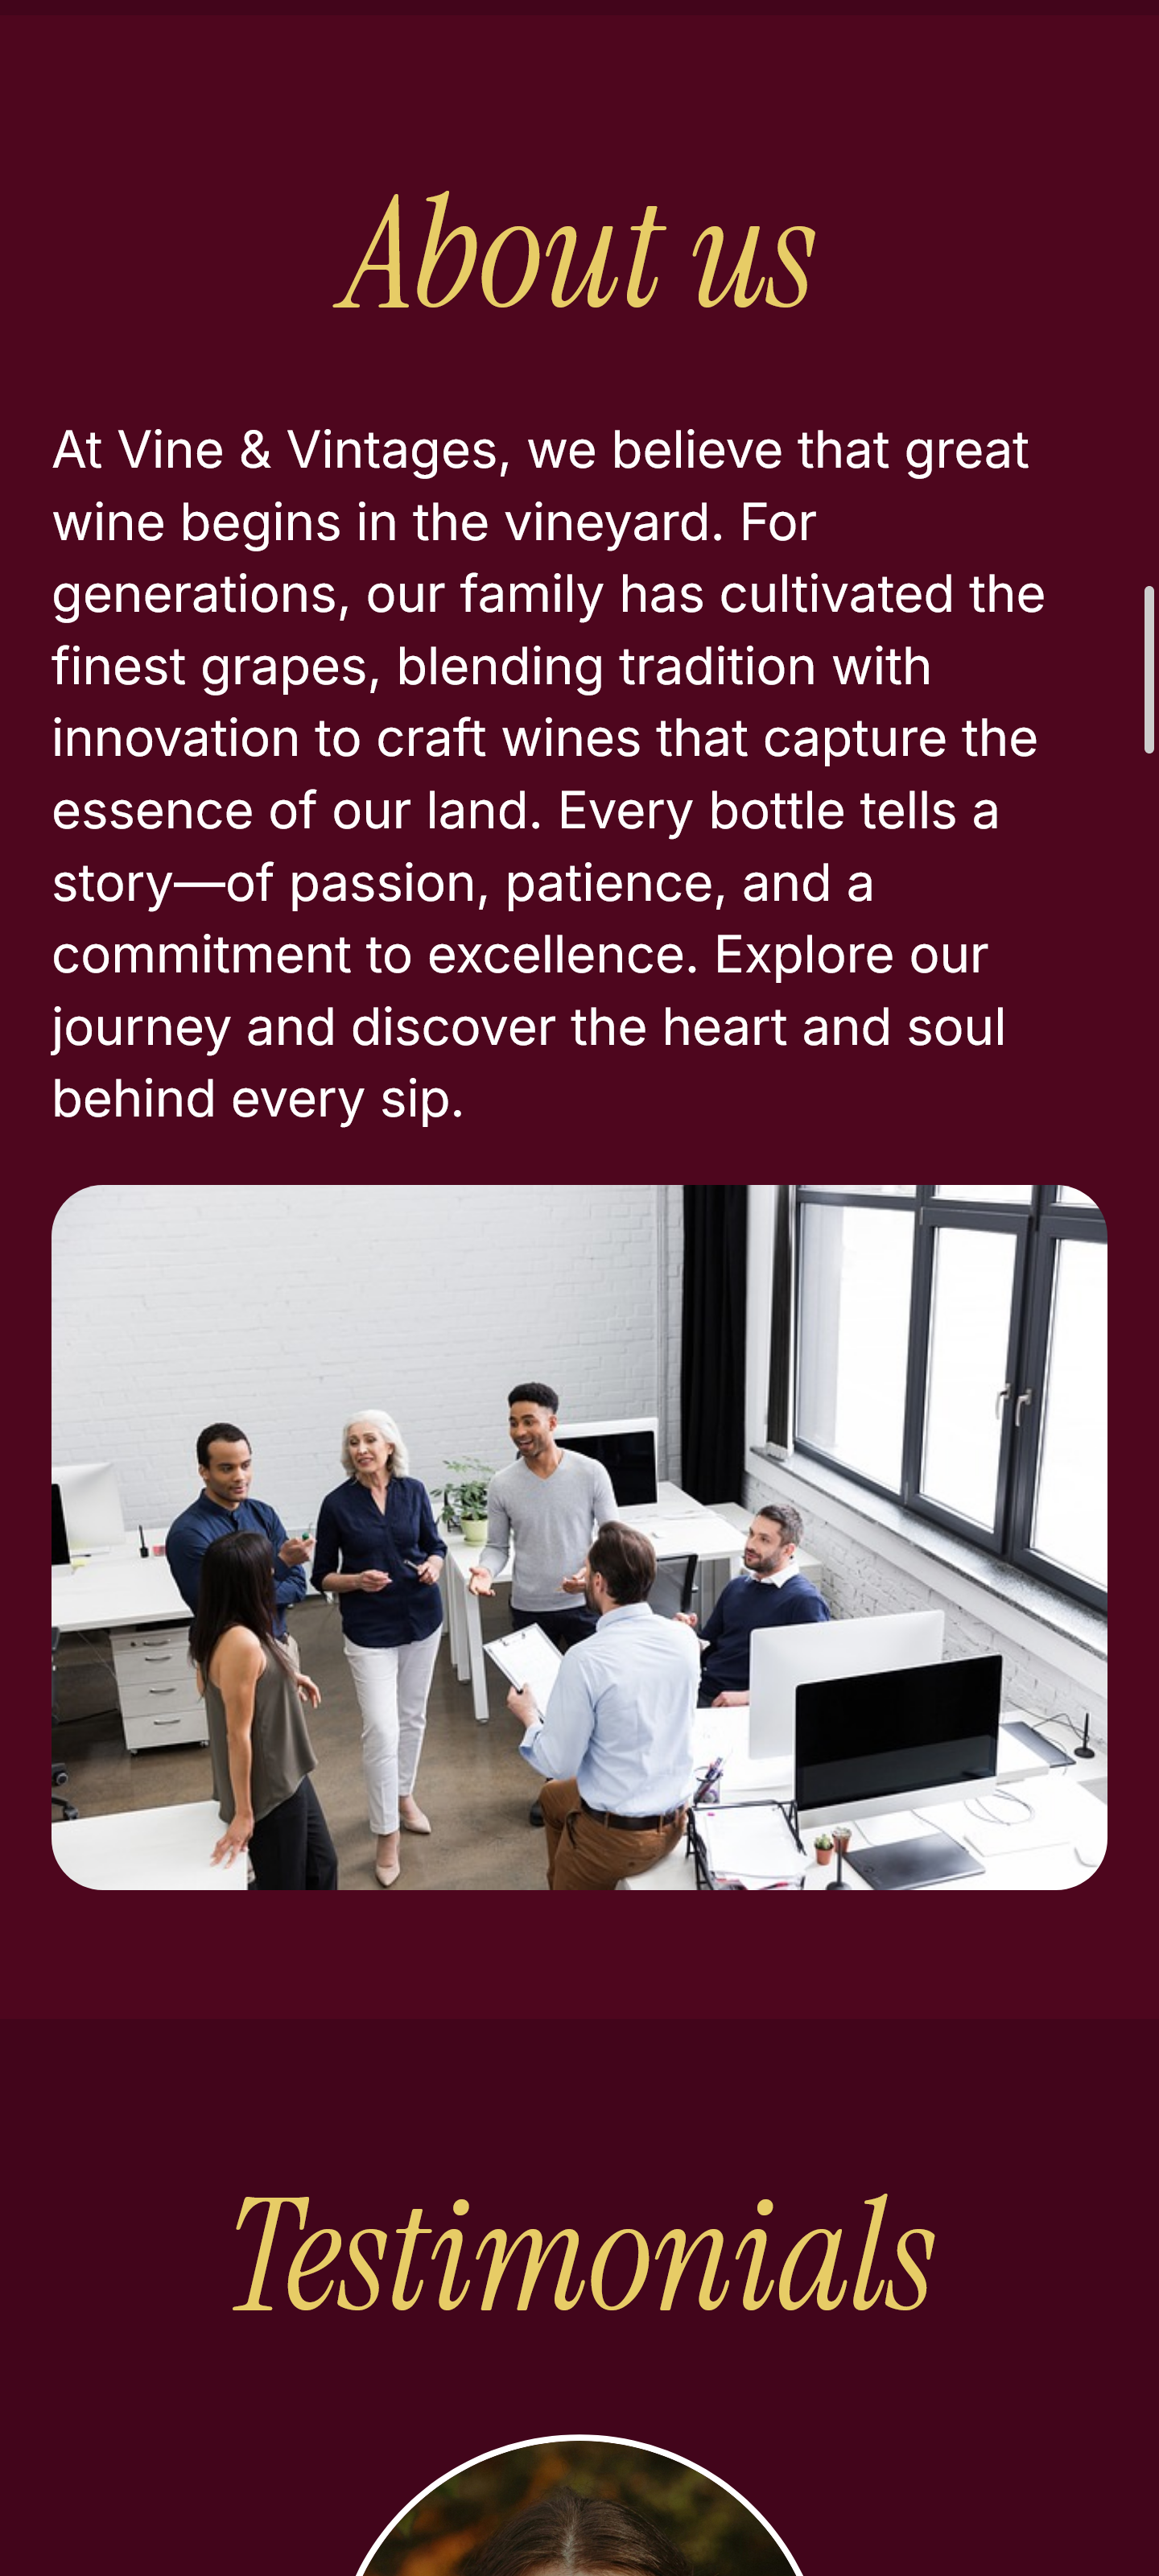 About us
At Vine & Vintages, we believe that great
wine begins in the vineyard. For
generations, our family has cultivated the
finest grapes, blending tradition with
innovation to craft wines that capture the
essence of our land. Every bottle tells a
story—of passion, patience, and a
commitment to excellence. Explore our
journey and discover the heart and soul
behind every sip.
Testimonials